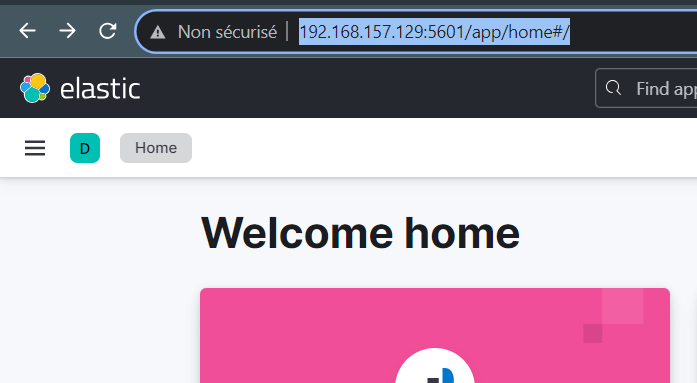 Non sécurisé 192.168.157.129:5601/app/home#/
elastic
Find app
D Home
Welcome home